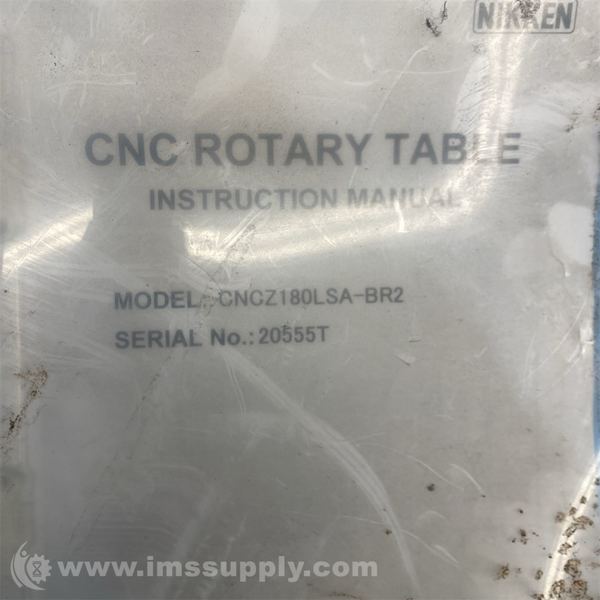 NIKKEN
CNC ROTARY TABLE
INSTRUCTION MANUAL
MODEL: CNCZ180LSA-BR2
SERIAL No.: 20555T
www.imssupply.com